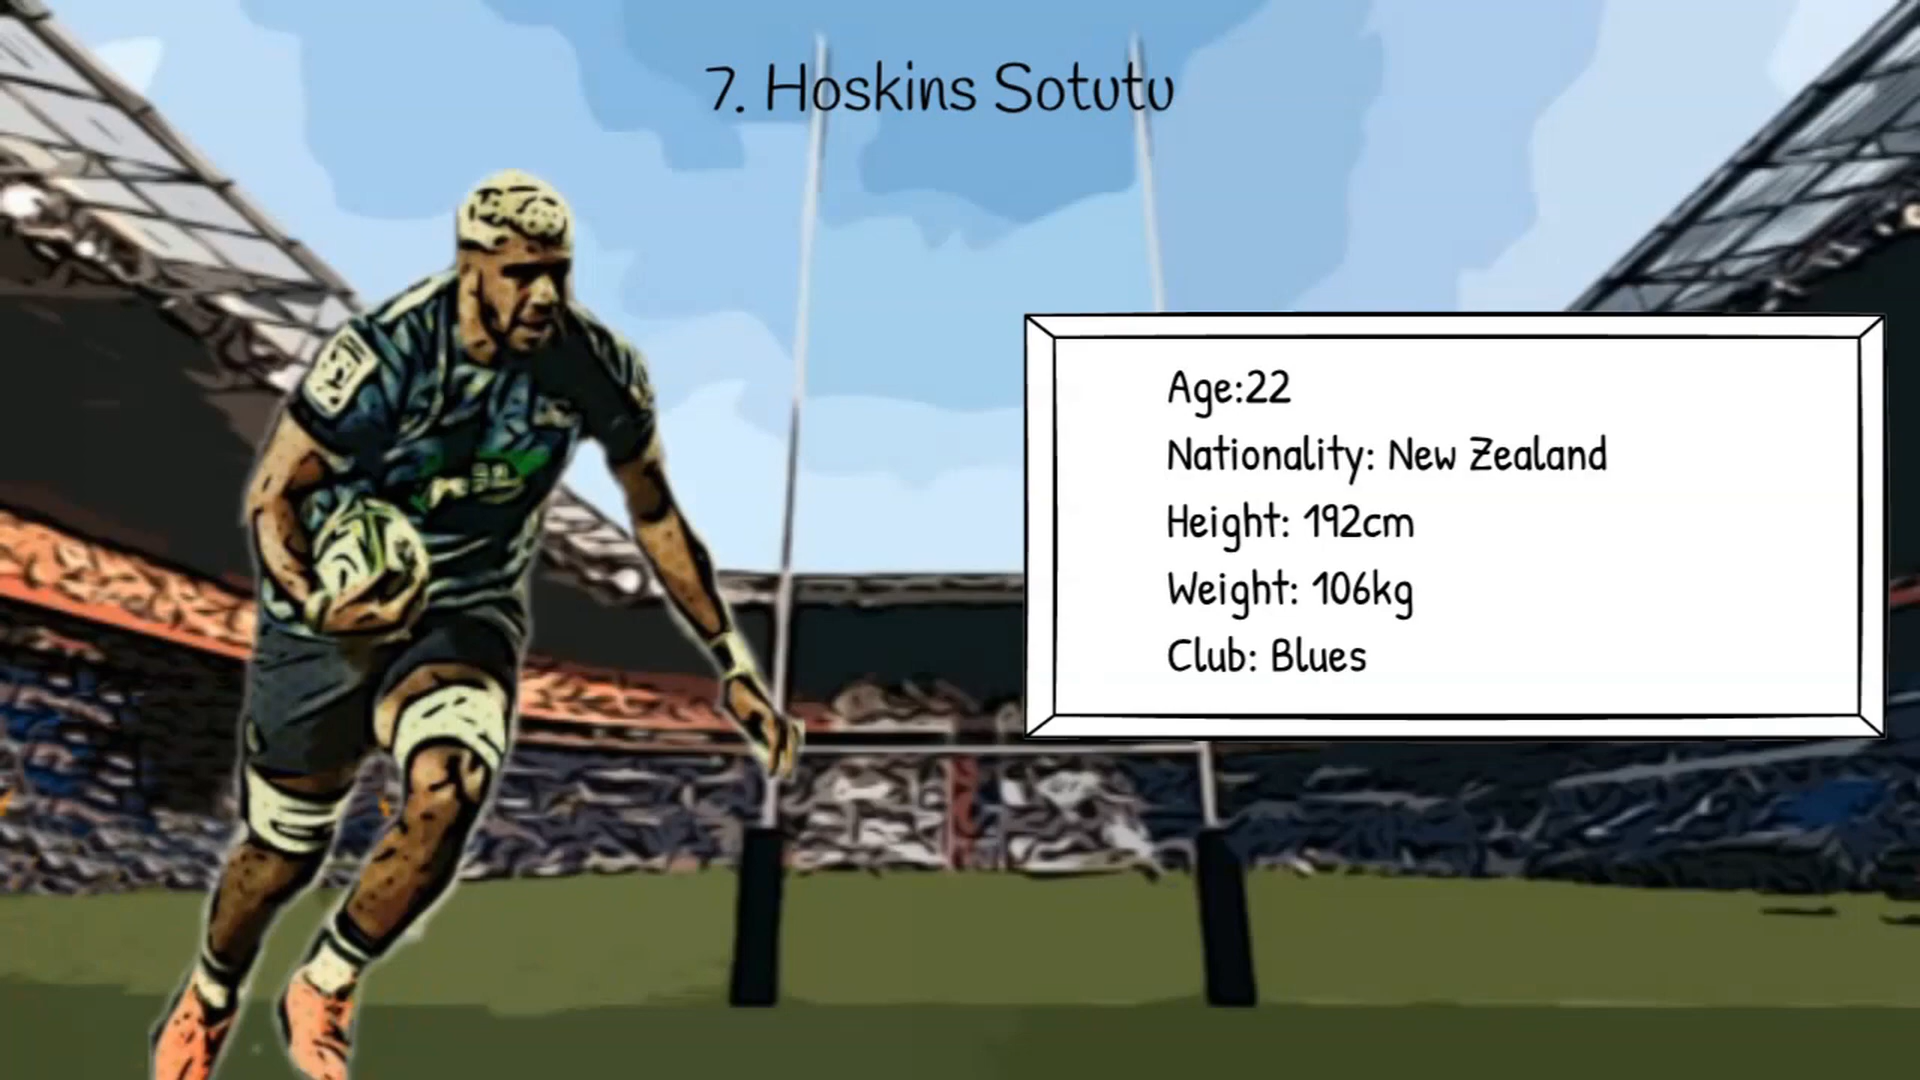 7. Hoskins Sotutu
Age:22
Nationality: New Zealand
Height: 192cm
Weight: 106kg
Club: Blues